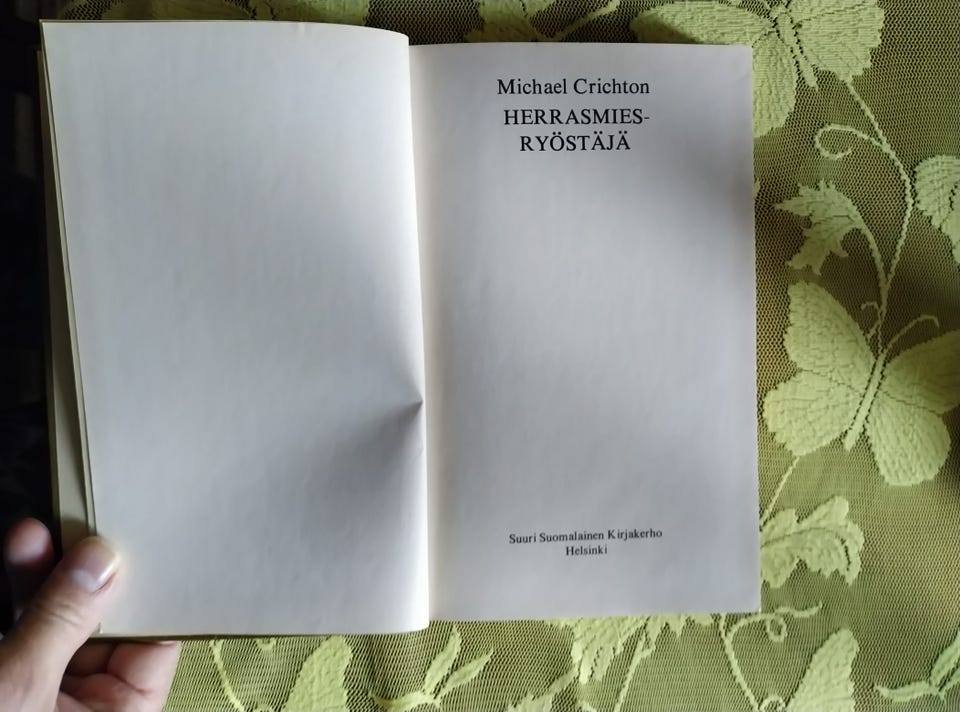 Michael Crichton
HERRASMIES-
RYÖSTÄJÄ
Suuri Suomalainen Kirjakerho
Helsinki